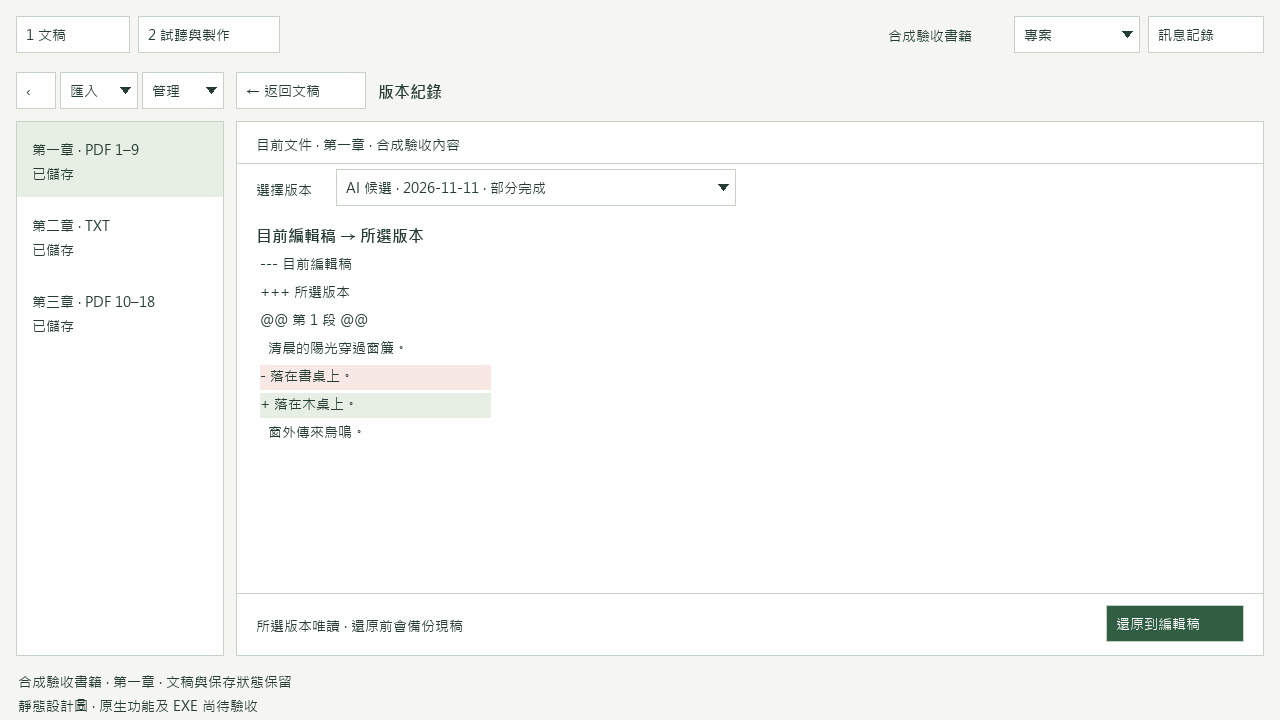 1 文稿
2 試聽與製作
合成驗收書籍
專案
訊息記錄
‹
匯入
管理
← 返回文稿
版本紀錄
第一章 · PDF 1–9
已儲存
第二章 · TXT
已儲存
第三章 · PDF 10–18
已儲存
目前文件 · 第一章 · 合成驗收內容
選擇版本
AI 候選 · 2026-11-11 · 部分完成
目前編輯稿 → 所選版本
--- 目前編輯稿
+++ 所選版本
@@ 第 1 段 @@
清晨的陽光穿過窗簾。
- 落在書桌上。
+ 落在木桌上。
窗外傳來鳥鳴。
所選版本唯讀 · 還原前會備份現稿
還原到編輯稿
合成驗收書籍 · 第一章 · 文稿與保存狀態保留
靜態設計圖 · 原生功能及 EXE 尚待驗收